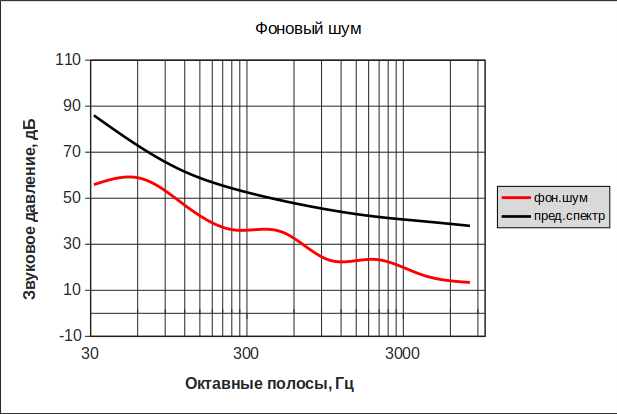 Фоновый шум
110
90
70
50
30
10
-10
30
300
3000
Звуковое давление, дБ
Октавные полосы, Гц
фон.шум
пред.спектр